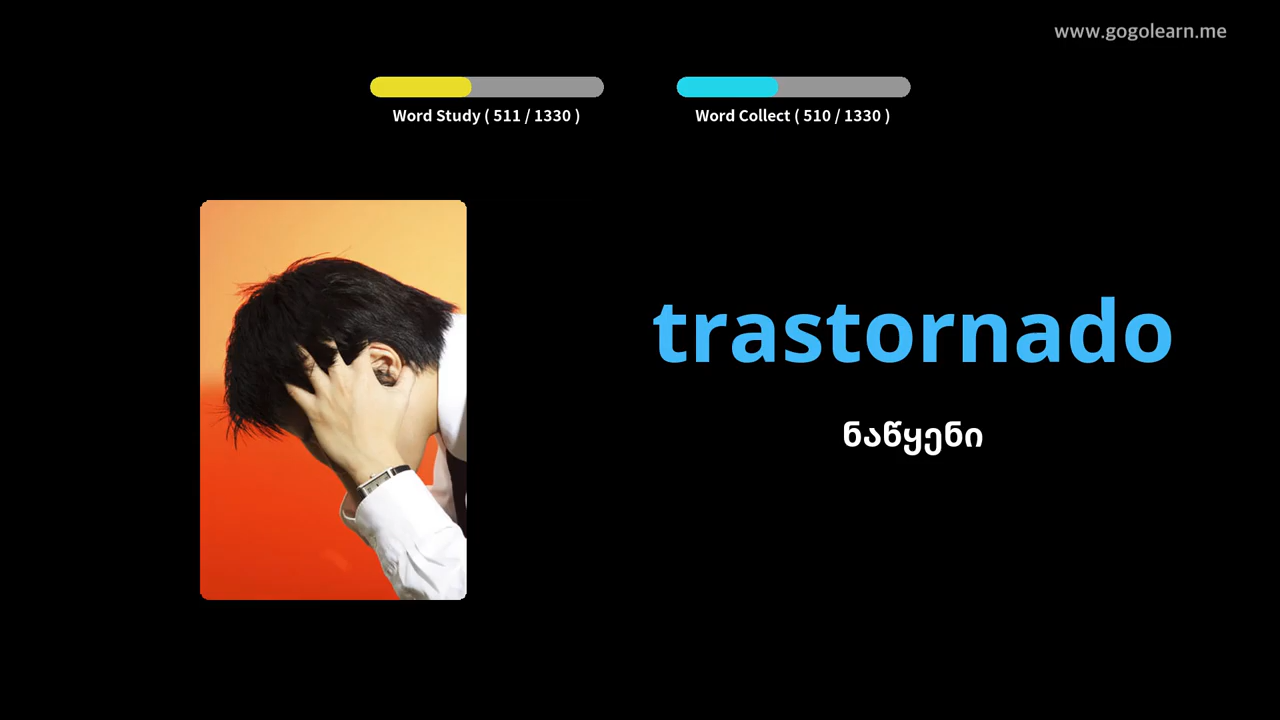 www.gogolearn.me
Word Study ( 511 / 1330 )
Word Collect ( 510 / 1330 )
trastornado
ნაწყენი